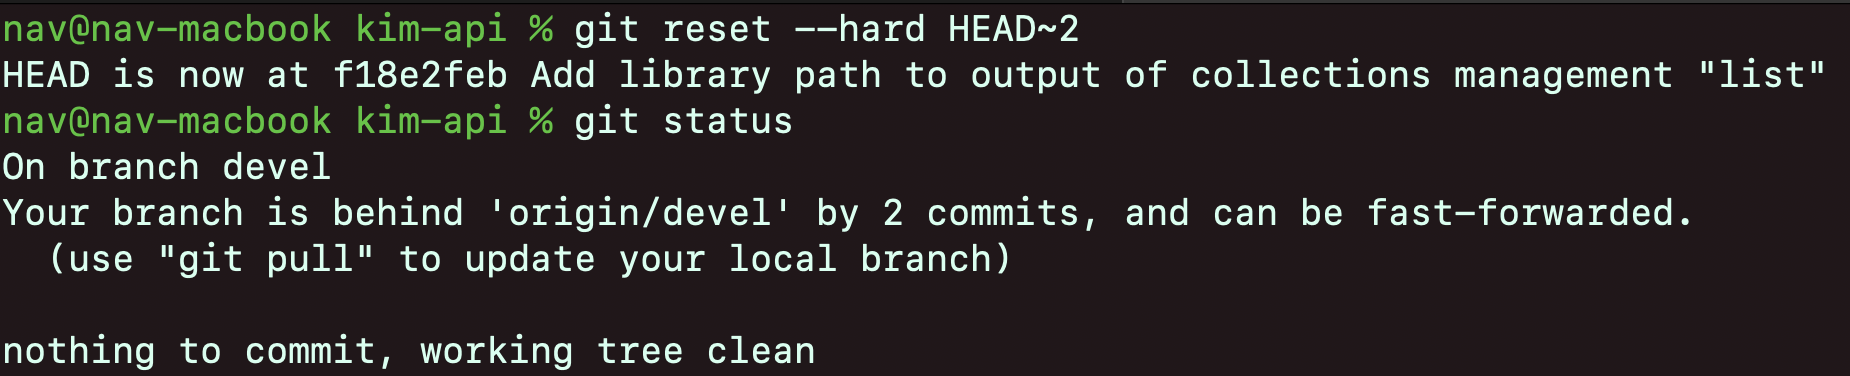 nav@nav-macbook kim-api % git reset --hard HEAD~2
HEAD is now at f18e2feb Add library path to output of collections management "list"
nav@nav-macbook kim-api % git status
On branch devel
Your branch is behind 'origin/devel' by 2 commits, and can be fast-forwarded.
  (use "git pull" to update your local branch)

nothing to commit, working tree clean